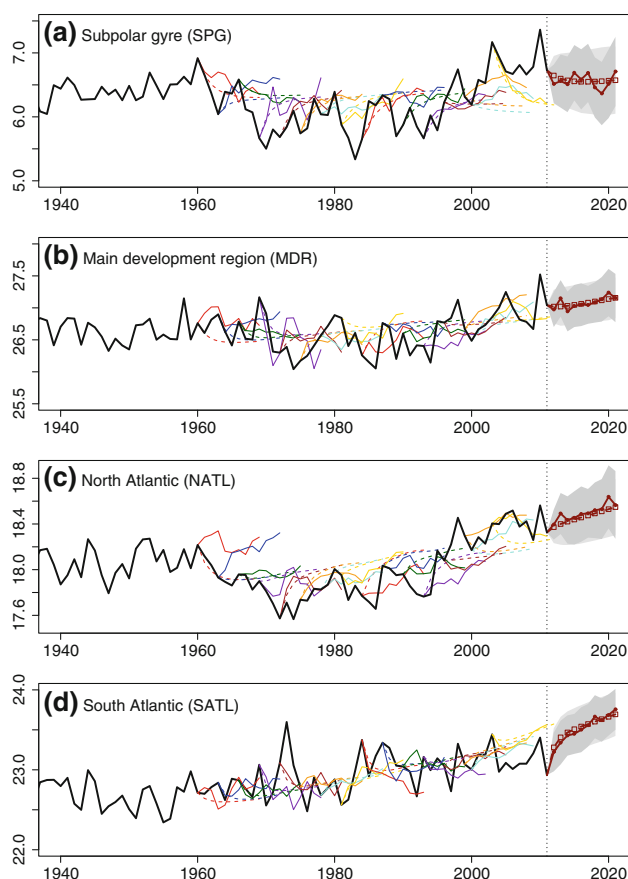 (a) Subpolar gyre (SPG)
7.0
6.0
5.0
1940 1960 1980 2000 2020
(b) Main development region (MDR)
27.5
26.5
25.5
1940 1960 1980 2000 2020
(c) North Atlantic (NATL)
18.8
18.4
18.0
17.6
1940 1960 1980 2000 2020
(d) South Atlantic (SATL)
24.0
23.0
22.0
1940 1960 1980 2000 2020